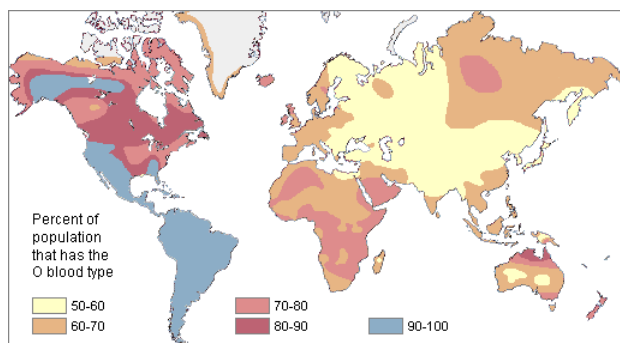 Percent of
population
that has the
O blood type
50-60
70-80
60-70
80-90
90-100